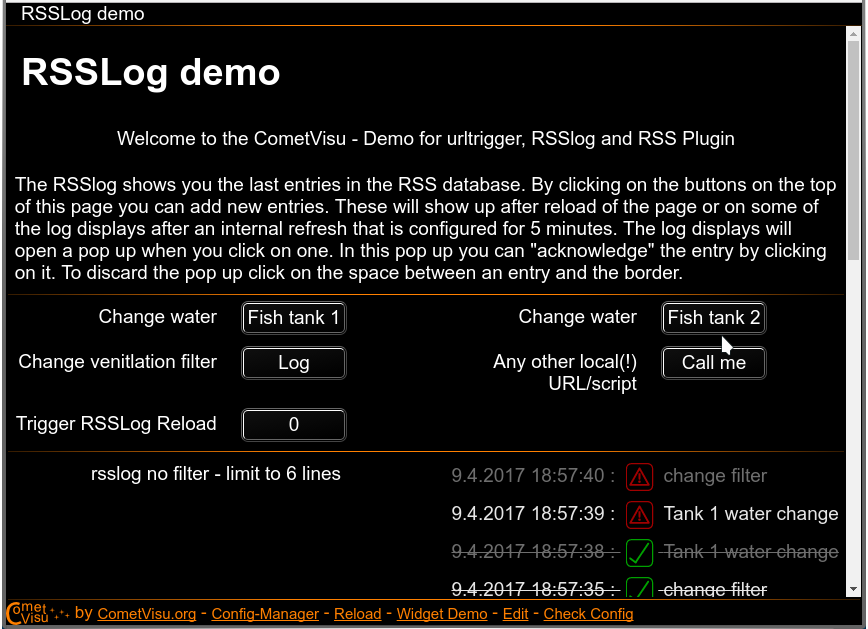 RSSLog demo
RSSLog demo
Welcome to the CometVisu - Demo for urltrigger, RSSlog and RSS Plugin
The RSSlog shows you the last entries in the RSS database. By clicking on the buttons on the top
of this page you can add new entries. These will show up after reload of the page or on some of
the log displays after an internal refresh that is configured for 5 minutes. The log displays will
open a pop up when you click on one. In this pop up you can "acknowledge" the entry by clicking
on it. To discard the pop up click on the space between an entry and the border.
Change water Fish tank 1 Change water Fish tank 2
Change venitlation filter Log Any other local(!) Call me
URL/script
Trigger RSSLog Reload 0
rsslog no filter - limit to 6 lines 9.4.2017 18:57:40 : change filter
9.4.2017 18:57:39 : Tank 1 water change
9.4.2017 18:57:38 : Tank 1 water change
9.4.2017 18:57:35 : change filter
Comet Visu by CometVisu.org - Config-Manager - Reload - Widget Demo - Edit - Check Config